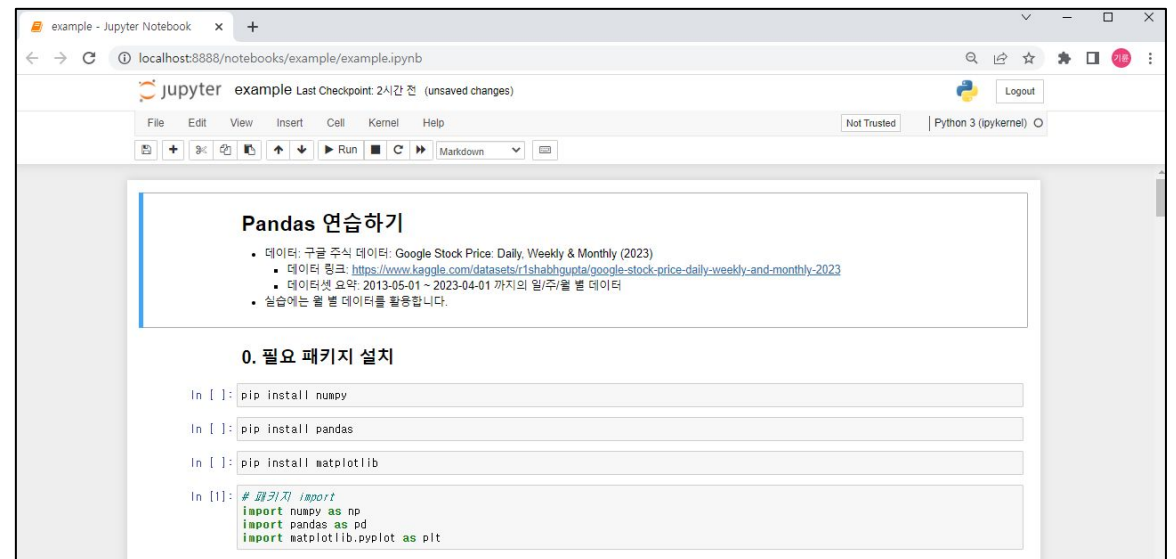 example - Jupyter Notebook
localhost:8888/notebooks/example/example.ipynb
기류
jupyter example Last Checkpoint: 2시간 전 (unsaved changes)
Logout
File Edit View Insert Cell Kernel Help
Not Trusted Python 3 (ipykernel)
Run Markdown
Pandas 연습하기
데이터: 구글 주식 데이터: Google Stock Price: Daily, Weekly & Monthly (2023)
데이터 링크: https://www.kaggle.com/datasets/r1shabhgupta/google-stock-price-daily-weekly-and-monthly-2023
데이터셋 요약: 2013-05-01 ~ 2023-04-01 까지의 일/주/월 별 데이터
실습에는 월 별 데이터를 활용합니다.
0. 필요 패키지 설치
In [ ]: pip install numpy
In [ ]: pip install pandas
In [ ]: pip install matplotlib
In [1]: # 패키지 import
import numpy as np
import pandas as pd
import matplotlib.pyplot as plt